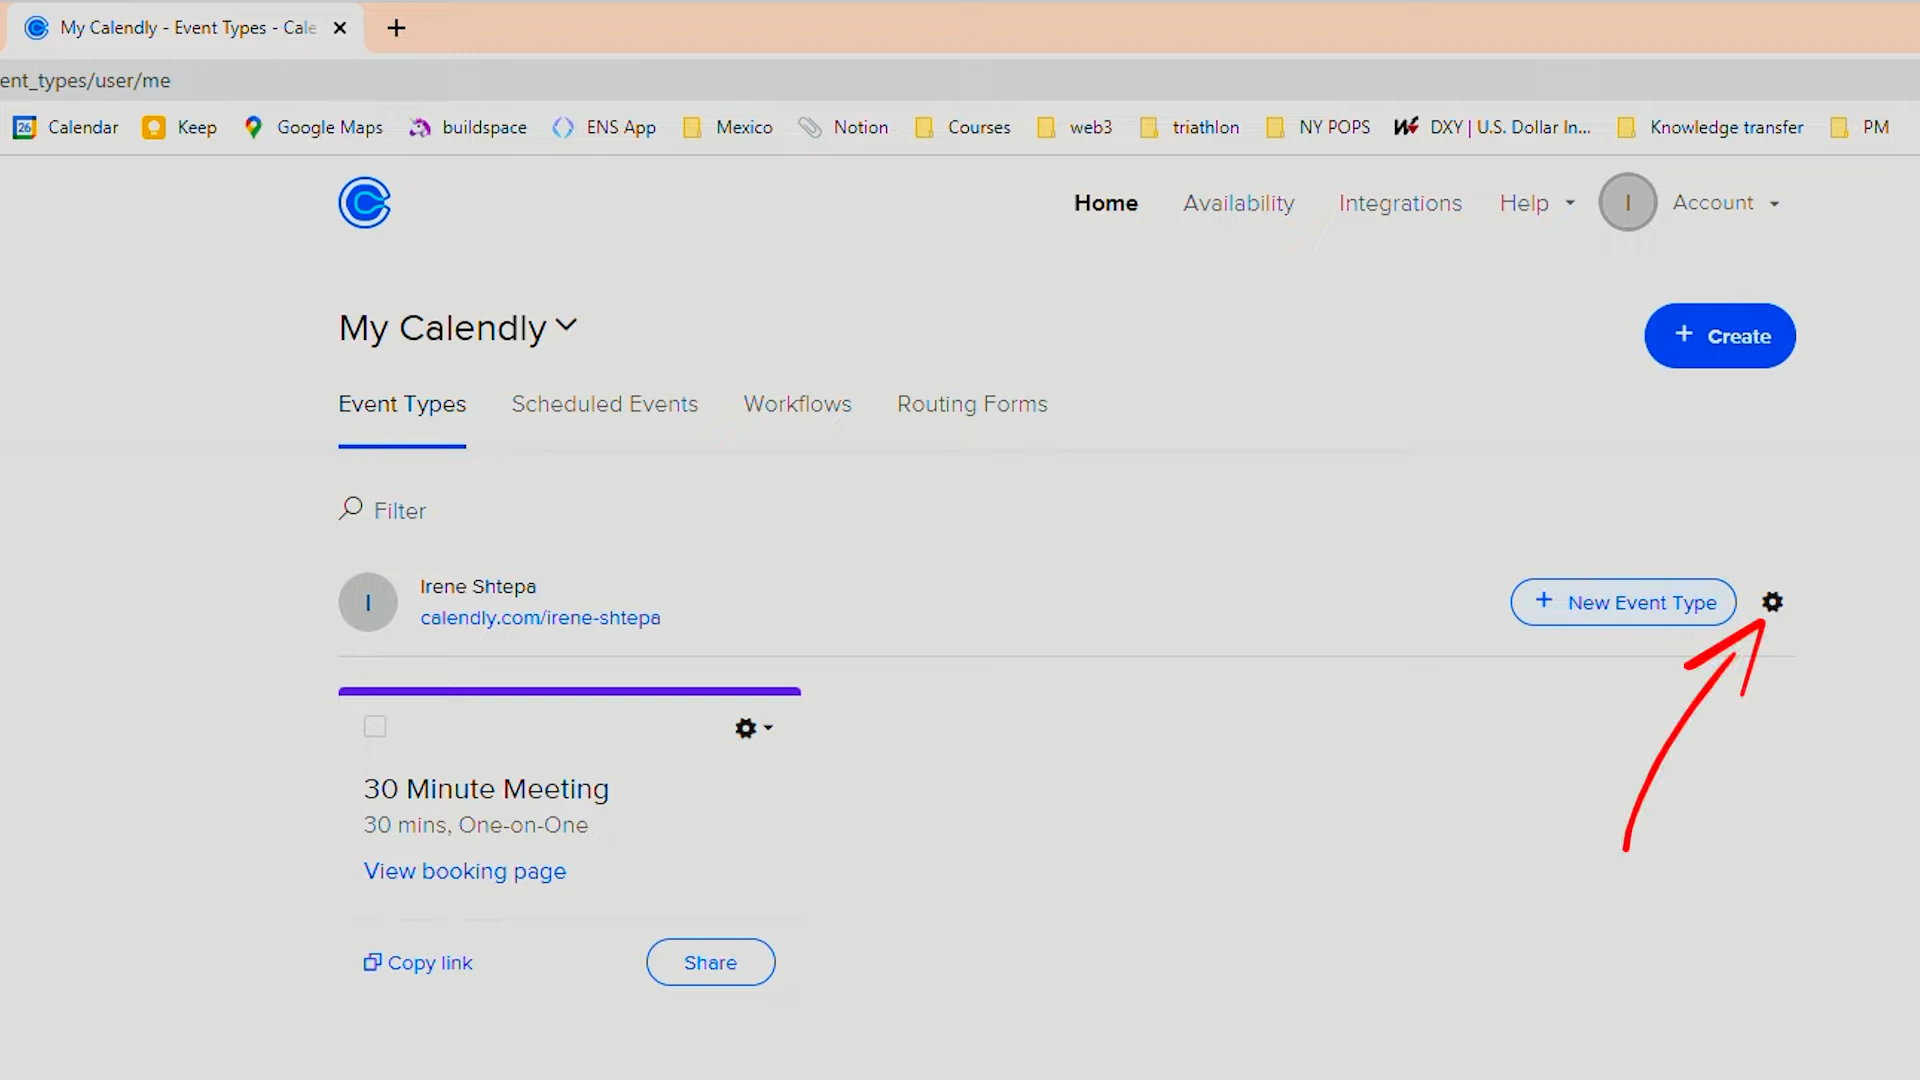 My Calendly - Event Types - Cale
ent_types/user/me
26 Calendar Keep Google Maps buildspace ENS App Mexico Notion Courses web3 triathlon NY POPS DXY | U.S. Dollar In... Knowledge transfer PM
Home Availability Integrations Help I Account
My Calendly
+ Create
Event Types Scheduled Events Workflows Routing Forms
Filter
I
Irene Shtepa
calendly.com/irene-shtepa
+ New Event Type
30 Minute Meeting
30 mins, One-on-One
View booking page
Copy link Share